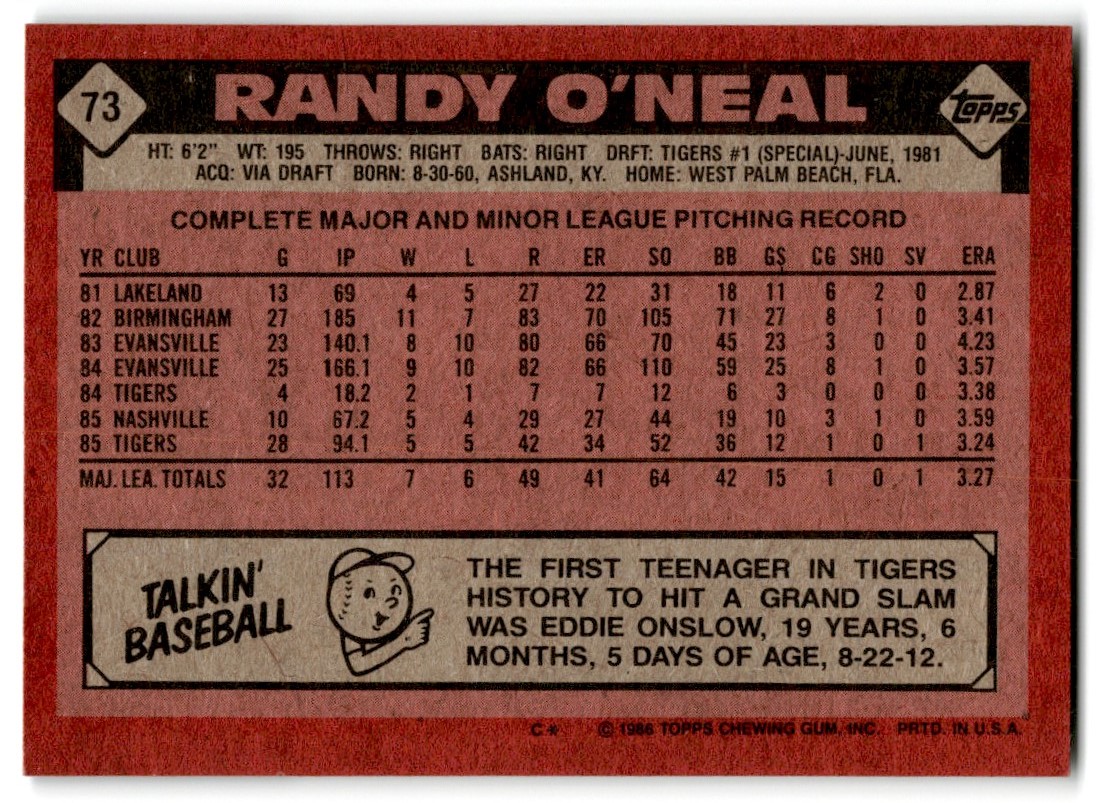 73 RANDY O'NEAL TOPPS
HT: 6'2" WT: 195 THROWS: RIGHT BATS: RIGHT DRFT: TIGERS #1 (SPECIAL)-JUNE, 1981
ACQ: VIA DRAFT BORN: 8-30-60, ASHLAND, KY. HOME: WEST PALM BEACH, FLA.
COMPLETE MAJOR AND MINOR LEAGUE PITCHING RECORD
YR CLUB G IP W L R ER SO BB GS CG SHO SV ERA
81 LAKELAND 13 69 4 5 27 22 31 18 11 6 2 0 2.87
82 BIRMINGHAM 27 185 11 7 83 70 105 71 27 8 1 0 3.41
83 EVANSVILLE 23 140.1 8 10 80 66 70 45 23 3 0 0 4.23
84 EVANSVILLE 25 166.1 9 10 82 66 110 59 25 8 1 0 3.57
84 TIGERS 4 18.2 2 1 7 7 12 6 3 0 0 0 3.38
85 NASHVILLE 10 67.2 5 4 29 27 44 19 10 3 1 0 3.59
85 TIGERS 28 94.1 5 5 42 34 52 36 12 1 0 1 3.24
MAJ. LEA. TOTALS 32 113 7 6 49 41 64 42 15 1 0 1 3.27
TALKIN'
BASEBALL
THE FIRST TEENAGER IN TIGERS
HISTORY TO HIT A GRAND SLAM
WAS EDDIE ONSLOW, 19 YEARS, 6
MONTHS, 5 DAYS OF AGE, 8-22-12.
C* © 1986 TOPPS CHEWING GUM, INC. PRTD. IN U.S.A.